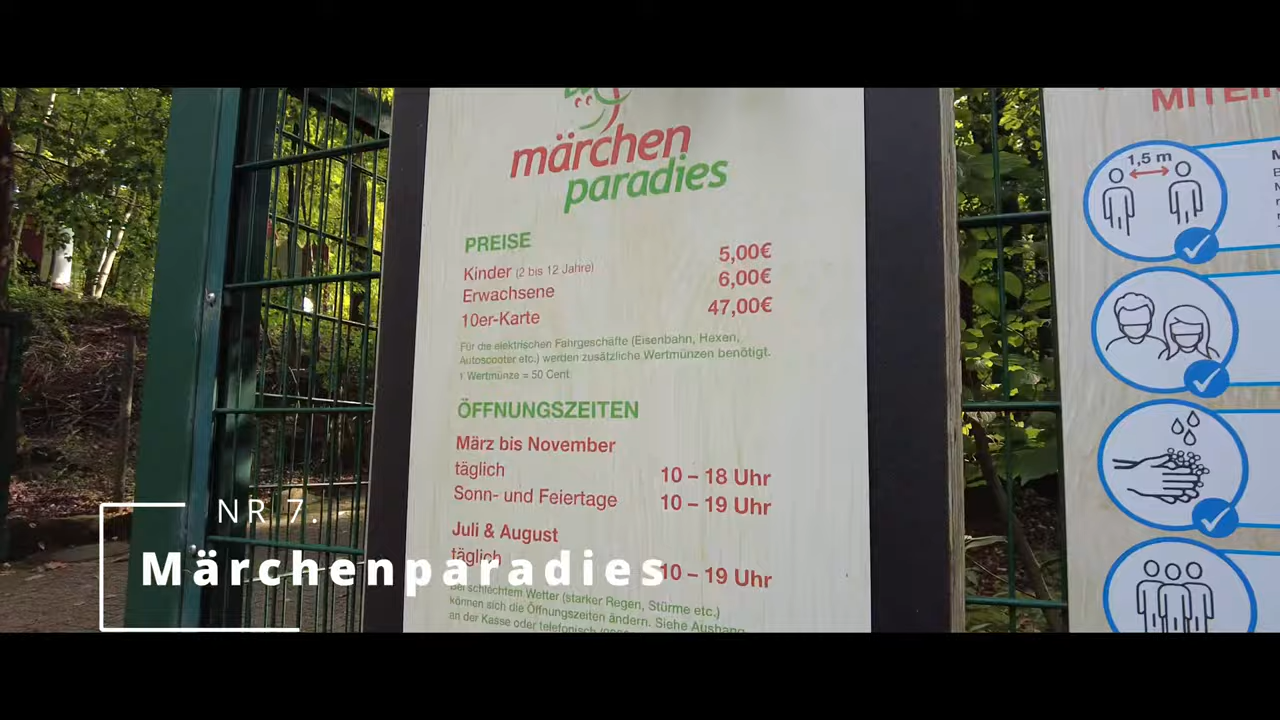 märchen
paradies
PREISE
Kinder (2 bis 12 Jahre) 5,00€
Erwachsene 6,00€
10er-Karte 47,00€
Für die elektrischen Fahrgeschäfte (Eisenbahn, Hexen,
Autoscooter etc.) werden zusätzliche Wertmünzen benötigt.
1 Wertmünze = 50 Cent
ÖFFNUNGSZEITEN
März bis November
täglich 10 – 18 Uhr
Sonn- und Feiertage 10 – 19 Uhr
Juli & August
täglich 10 – 19 Uhr
Bei schlechtem Wetter (starker Regen, Stürme etc.)
können sich die Öffnungszeiten ändern. Siehe Aushang
an der Kasse oder telefonisch
1,5 m
NR 7.
Märchenparadies